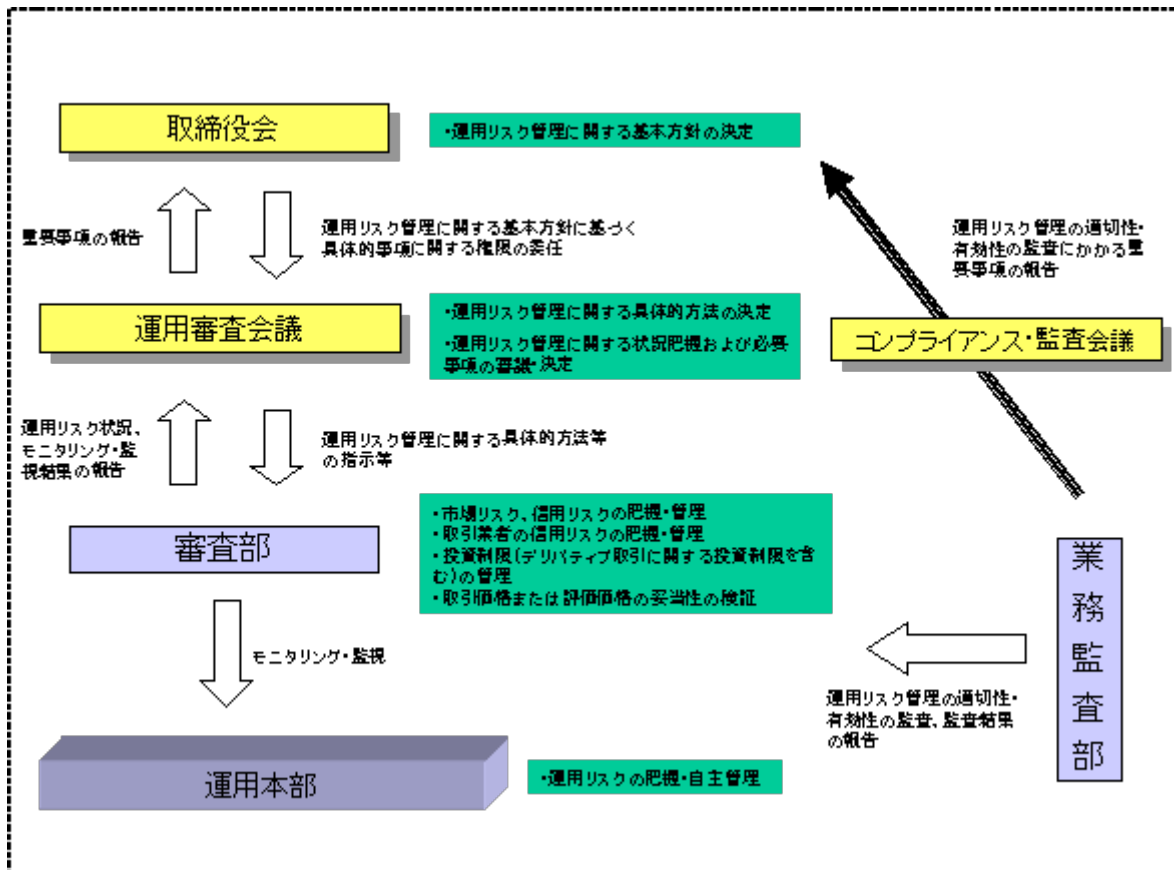 取締役会
・運用リスク管理に関する基本方針の決定
重要事項の報告
運用リスク管理に関する基本方針に基づく
具体的事項に関する権限の委任
運用リスク管理の適切性・
有効性の監査にかかる重
要事項の報告
運用審査会議
・運用リスク管理に関する具体的方法の決定
・運用リスク管理に関する状況把握および必要
事項の審議・決定
コンプライアンス・監査会議
運用リスク状況、
モニタリング・監
視結果の報告
運用リスク管理に関する具体的方法等
の指示等
審査部
・市場リスク、信用リスクの把握・管理
・取引業者の信用リスクの把握・管理
・投資制限(デリバティブ取引に関する投資制限を含
む)の管理
・取引価格または評価価格の妥当性の検証
業務監査部
モニタリング・監視
運用リスク管理の適切性・
有効性の監査、監査結果
の報告
運用本部
・運用リスクの把握・自主管理